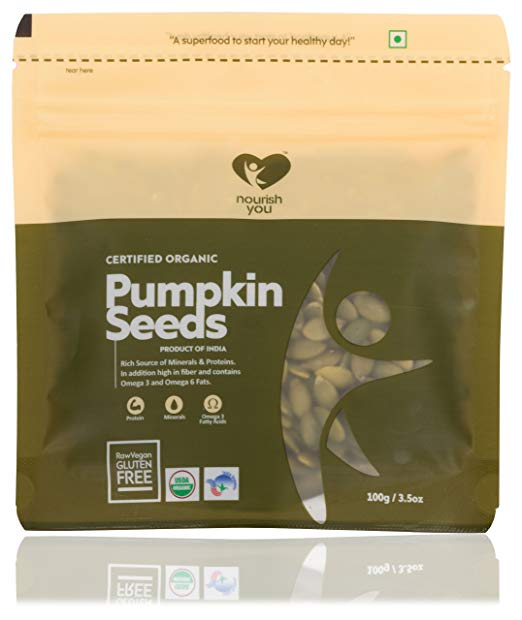 "A superfood to start your healthy day!"
tear here
TM
nourish
you
CERTIFIED ORGANIC
Pumpkin
Seeds
PRODUCT OF INDIA
Rich Source of Minerals & Proteins.
In addition high in fiber and contains
Omega 3 and Omega 6 Fats.
Protein
Minerals
Omega 3
Fatty Acids
RawVegan
GLUTEN
FREE
USDA
ORGANIC
100g / 3.5oz